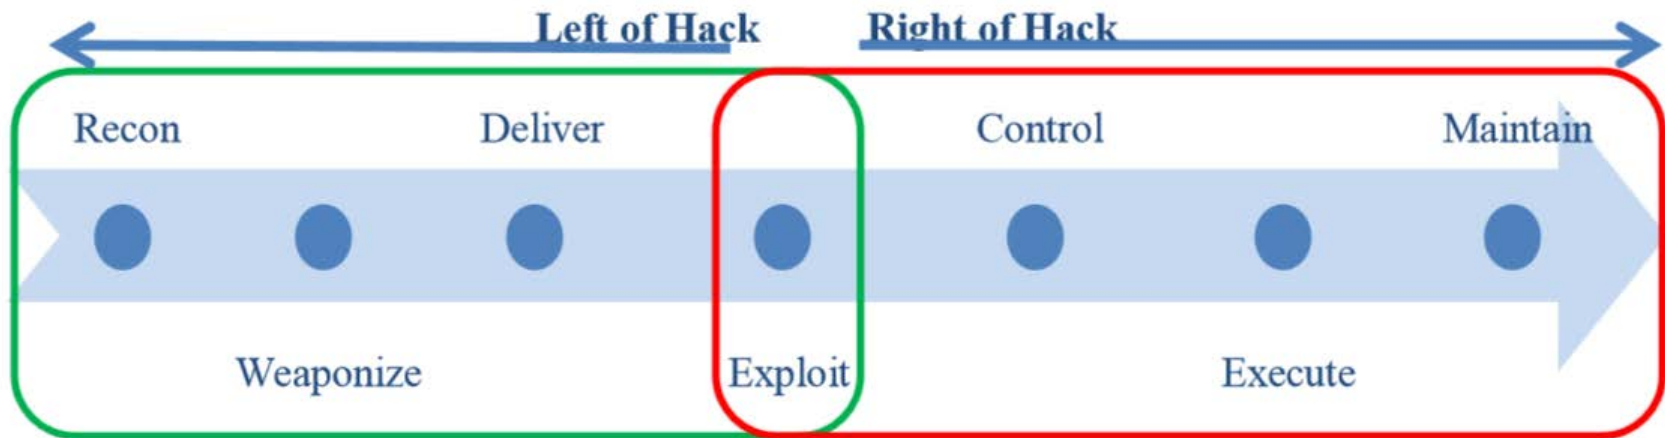 Left of Hack Right of Hack
Recon Deliver Control Maintain
Weaponize Exploit Execute